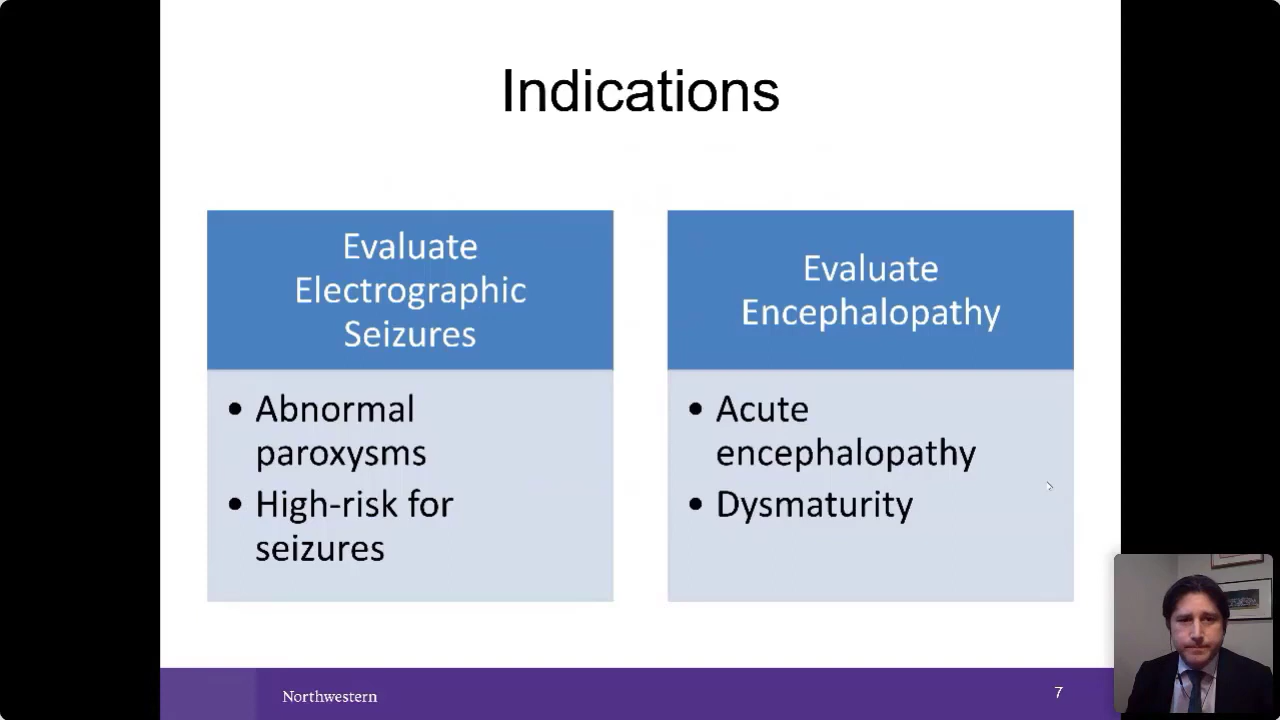 Indications
Evaluate
Electrographic
Seizures
• Abnormal
paroxysms
• High-risk for
seizures
Evaluate
Encephalopathy
• Acute
encephalopathy
• Dysmaturity
Northwestern
7